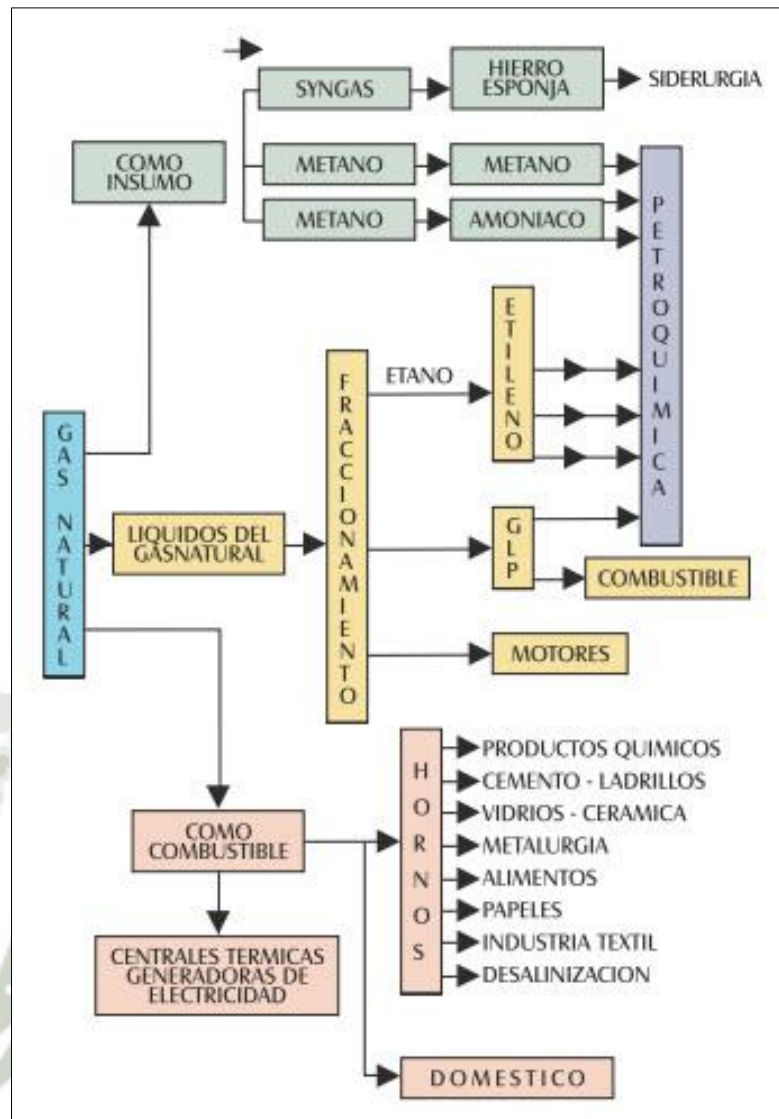 SYNGAS
HIERRO
ESPONJA
SIDERURGIA
COMO
INSUMO
METANO
METANO
METANO
AMONIACO
PETROQUIMICA
ETILENO
ETANO
FRACCIONAMIENTO
GAS NATURAL
LIQUIDOS DEL
GASNATURAL
GLP
COMBUSTIBLE
MOTORES
HORNOS
PRODUCTOS QUIMICOS
CEMENTO - LADRILLOS
VIDRIOS - CERAMICA
METALURGIA
ALIMENTOS
PAPELES
INDUSTRIA TEXTIL
DESALINIZACION
COMO
COMBUSTIBLE
CENTRALES TERMICAS
GENERADORAS DE
ELECTRICIDAD
DOMESTICO